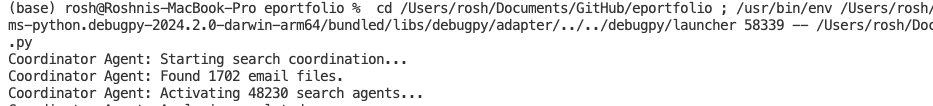 (base) rosh@Roshnis-MacBook-Pro eportfolio %  cd /Users/rosh/Documents/GitHub/eportfolio ; /usr/bin/env /Users/rosh/
ms-python.debugpy-2024.2.0-darwin-arm64/bundled/libs/debugpy/adapter/../../debugpy/launcher 58339 -- /Users/rosh/Doc
.py
Coordinator Agent: Starting search coordination...
Coordinator Agent: Found 1702 email files.
Coordinator Agent: Activating 48230 search agents...